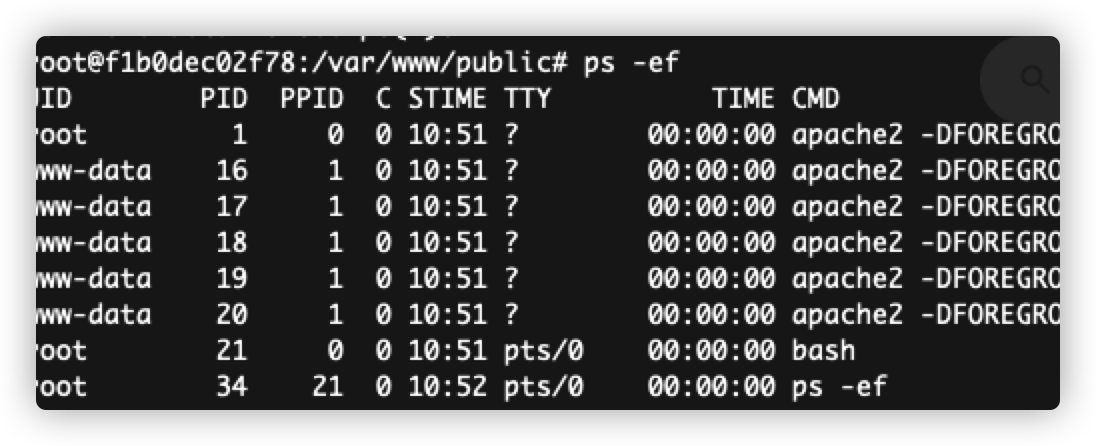 root@f1b0dec02f78:/var/www/public# ps -ef
UID PID PPID C STIME TTY TIME CMD
root 1 0 0 10:51 ? 00:00:00 apache2 -DFOREGRO
www-data 16 1 0 10:51 ? 00:00:00 apache2 -DFOREGRO
www-data 17 1 0 10:51 ? 00:00:00 apache2 -DFOREGRO
www-data 18 1 0 10:51 ? 00:00:00 apache2 -DFOREGRO
www-data 19 1 0 10:51 ? 00:00:00 apache2 -DFOREGRO
www-data 20 1 0 10:51 ? 00:00:00 apache2 -DFOREGRO
root 21 0 0 10:51 pts/0 00:00:00 bash
root 34 21 0 10:52 pts/0 00:00:00 ps -ef